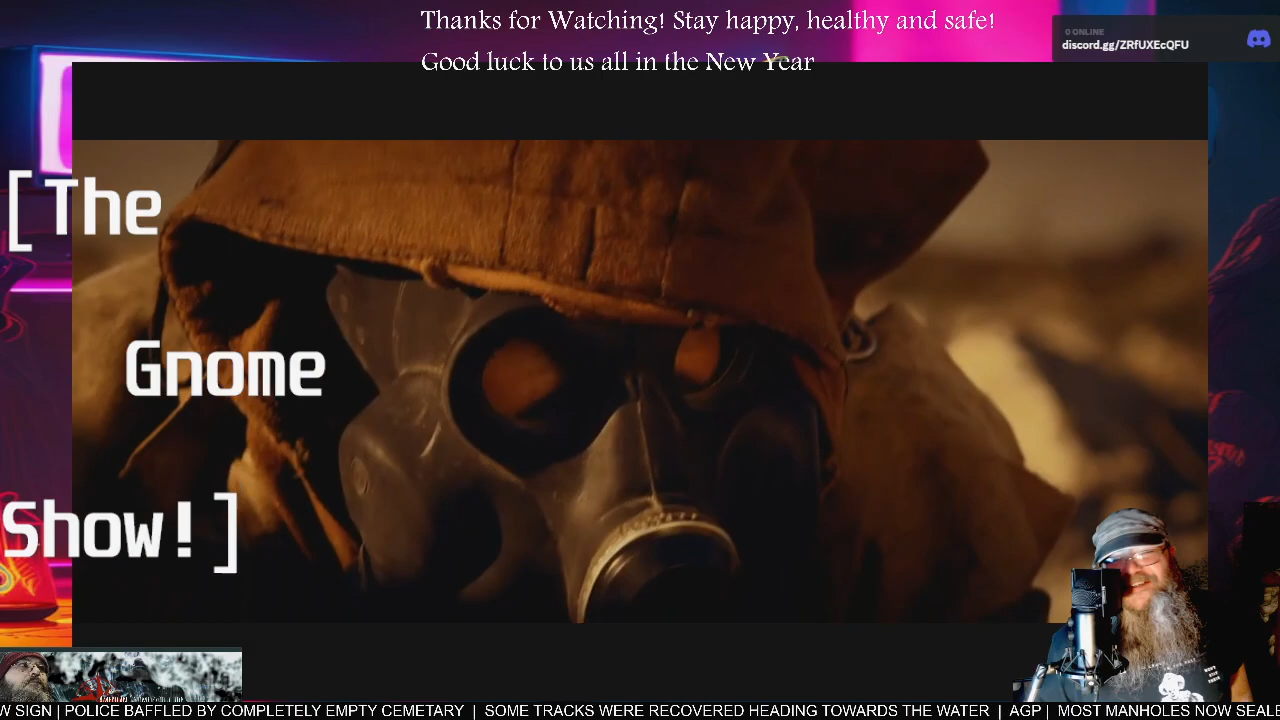 Thanks for Watching! Stay happy, healthy and safe!
Good luck to us all in the New Year
0 ONLINE
discord.gg/ZRfUXEcQFU
[The
Gnome
Show!]
W SIGN | POLICE BAFFLED BY COMPLETELY EMPTY CEMETARY | SOME TRACKS WERE RECOVERED HEADING TOWARDS THE WATER | AGP | MOST MANHOLES NOW SEALE